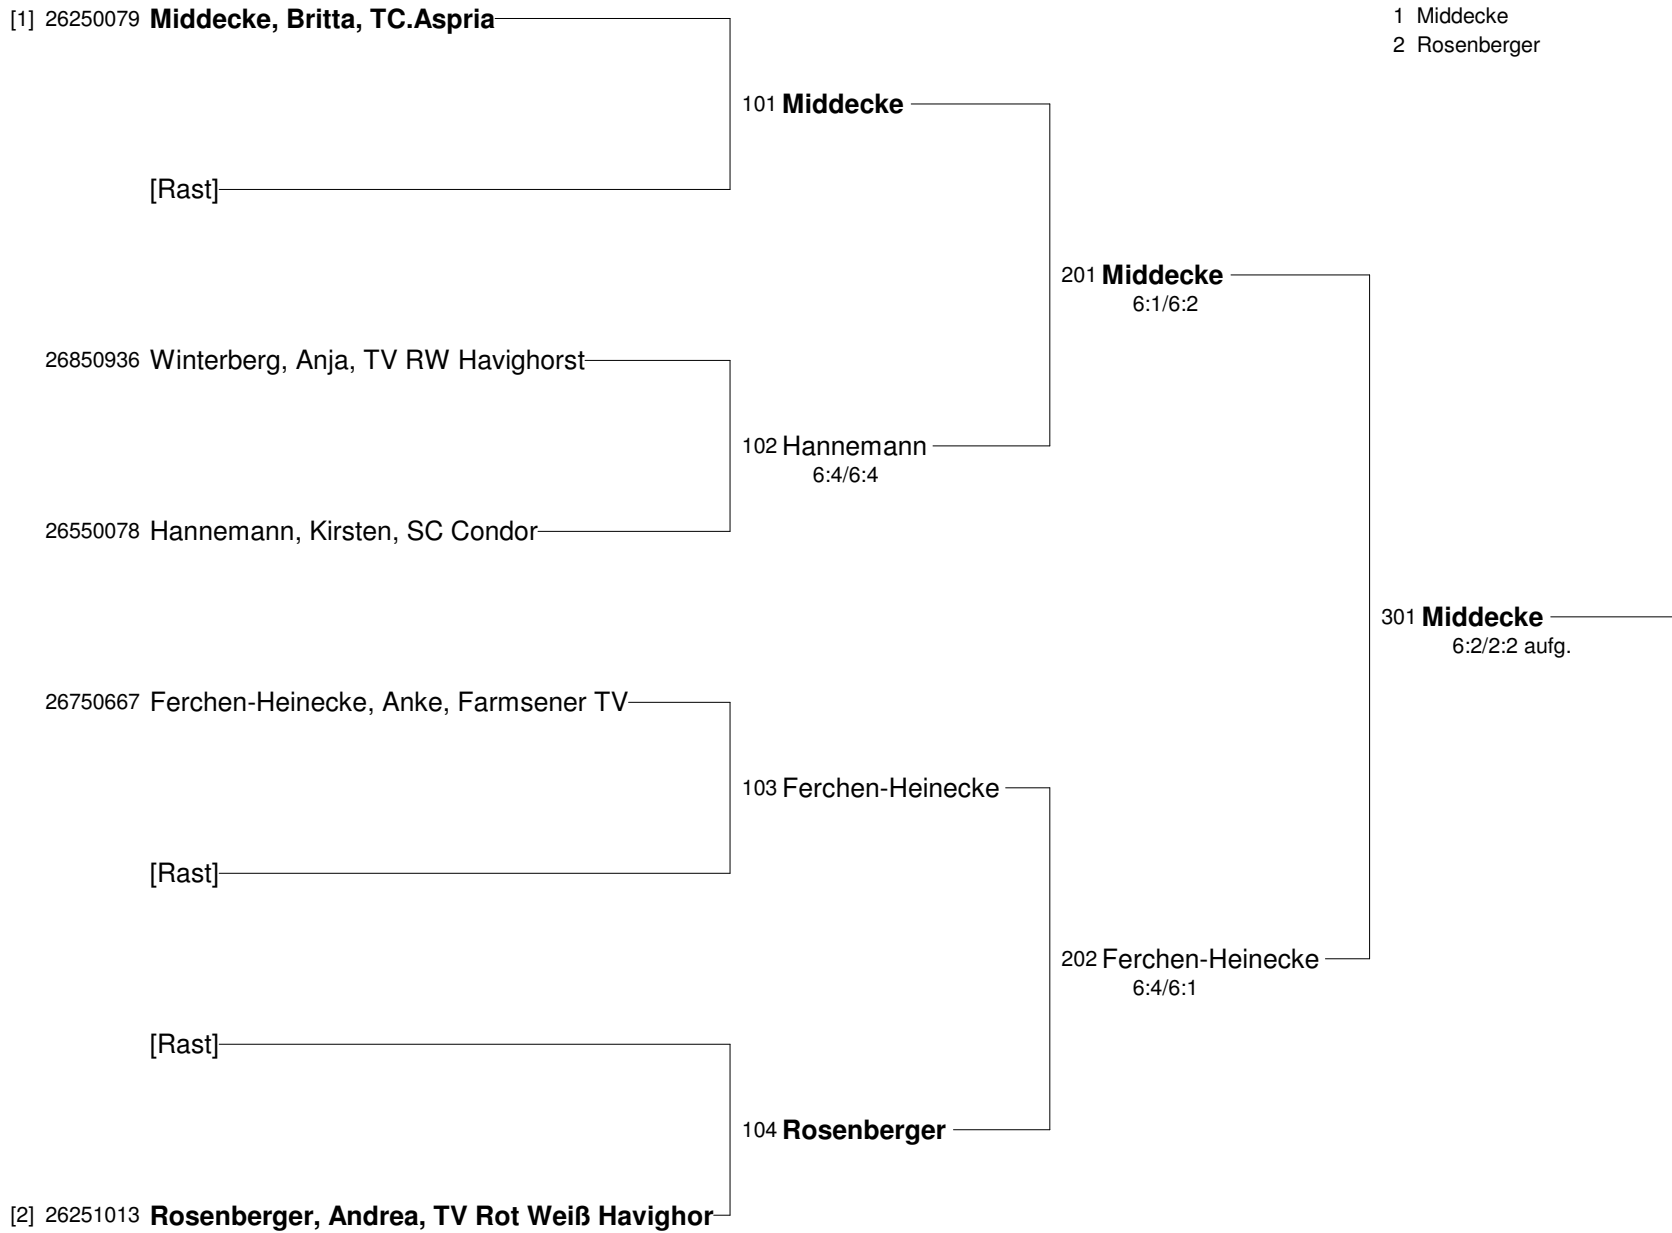 [1] 26250079 Middecke, Britta, TC.Aspria
1 Middecke
2 Rosenberger
101 Middecke
[Rast]
201 Middecke
6:1/6:2
26850936 Winterberg, Anja, TV RW Havighorst
102 Hannemann
6:4/6:4
26550078 Hannemann, Kirsten, SC Condor
301 Middecke
6:2/2:2 aufg.
26750667 Ferchen-Heinecke, Anke, Farmsener TV
103 Ferchen-Heinecke
[Rast]
202 Ferchen-Heinecke
6:4/6:1
[Rast]
104 Rosenberger
[2] 26251013 Rosenberger, Andrea, TV Rot Weiß Havighor